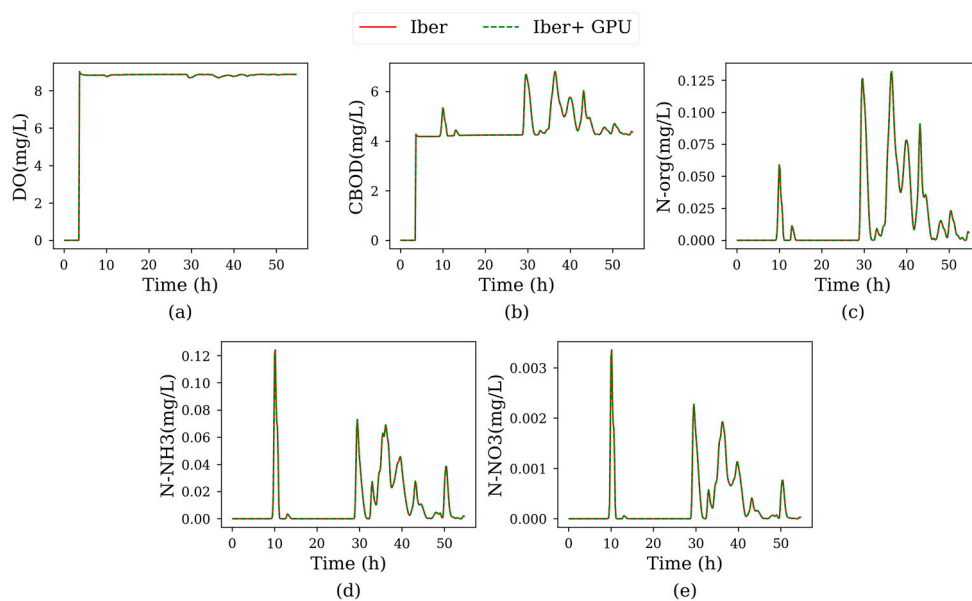 Iber Iber+ GPU
DO(mg/L)
8
6
4
2
0
0 10 20 30 40 50
Time (h)
(a)
CBOD(mg/L)
6
4
2
0
0 10 20 30 40 50
Time (h)
(b)
N-org(mg/L)
0.125
0.100
0.075
0.050
0.025
0.000
0 10 20 30 40 50
Time (h)
(c)
N-NH3(mg/L)
0.12
0.10
0.08
0.06
0.04
0.02
0.00
0 10 20 30 40 50
Time (h)
(d)
N-NO3(mg/L)
0.003
0.002
0.001
0.000
0 10 20 30 40 50
Time (h)
(e)